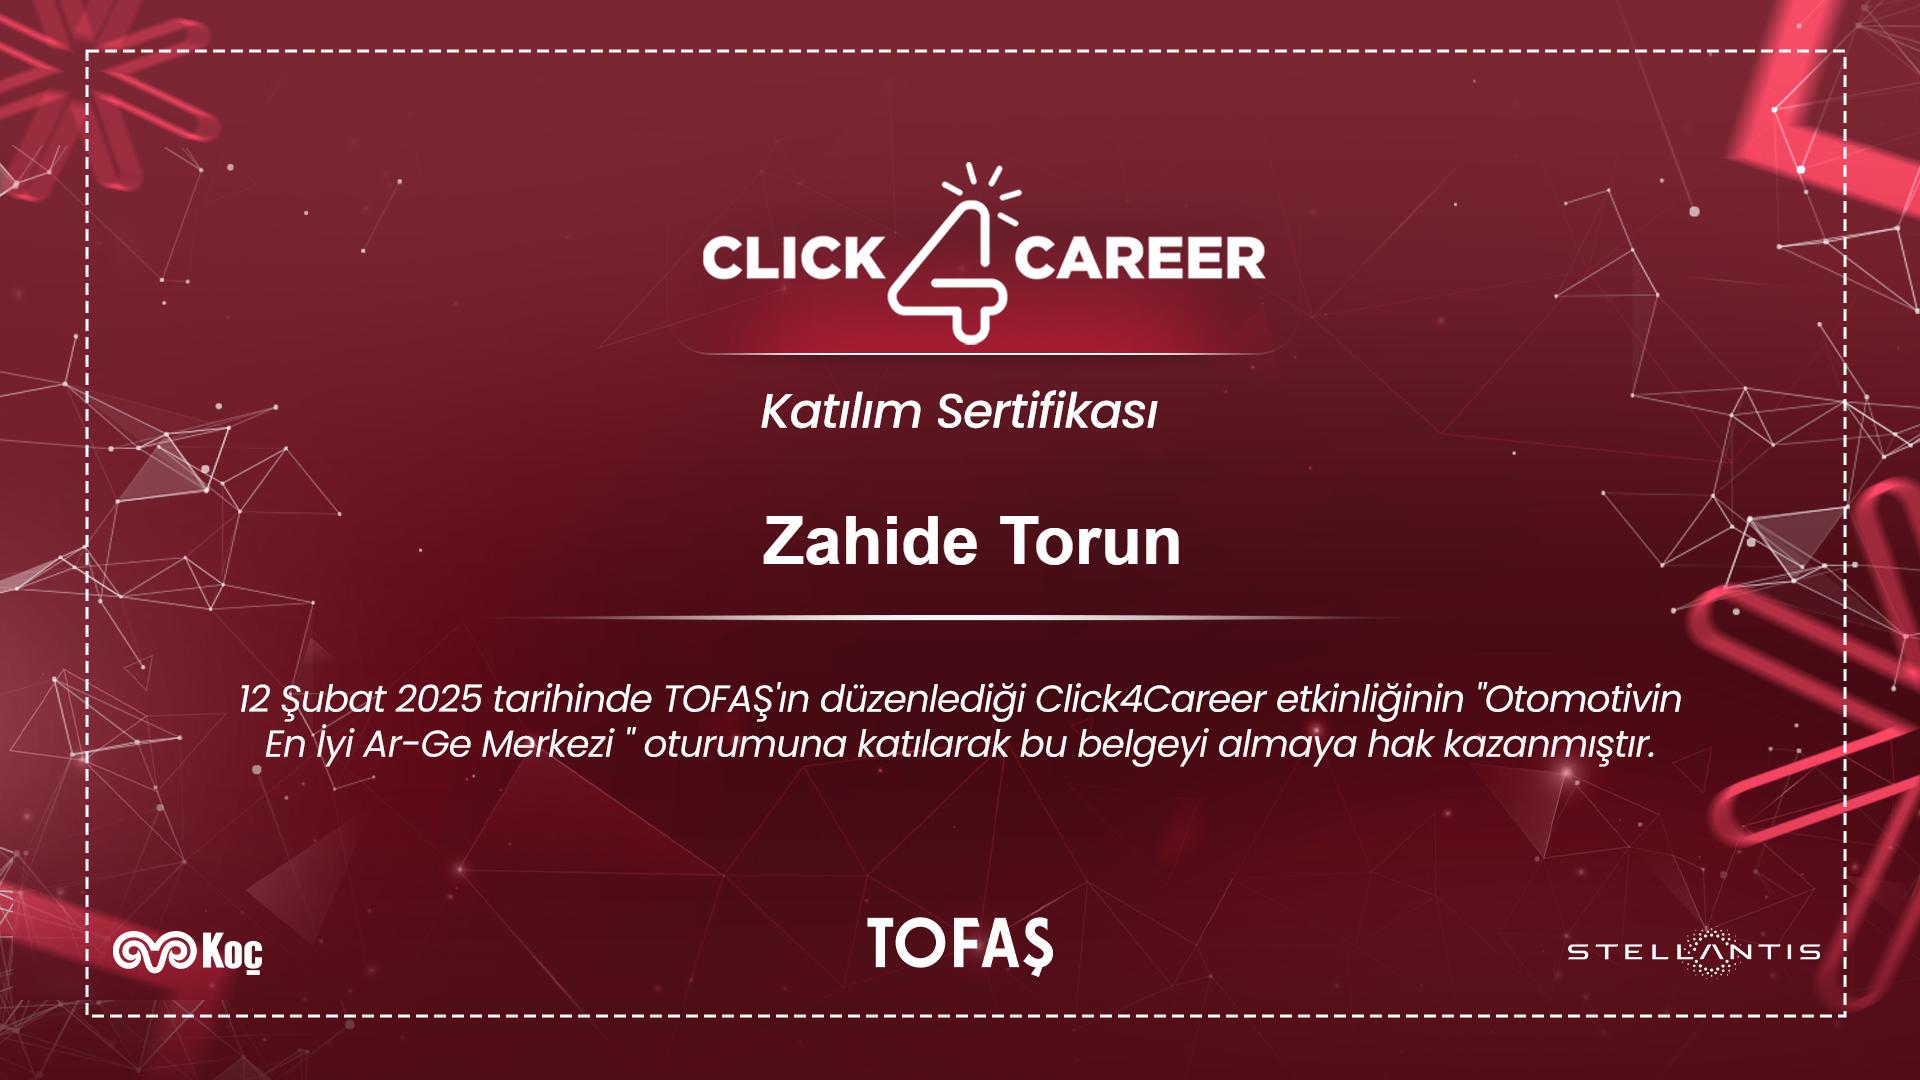 CLICK 4 CAREER
Katılım Sertifikası
Zahide Torun
12 Şubat 2025 tarihinde TOFAŞ'ın düzenlediği Click4Career etkinliğinin "Otomotivin
En İyi Ar-Ge Merkezi " oturumuna katılarak bu belgeyi almaya hak kazanmıştır.
Koç
TOFAŞ
STELLANTIS